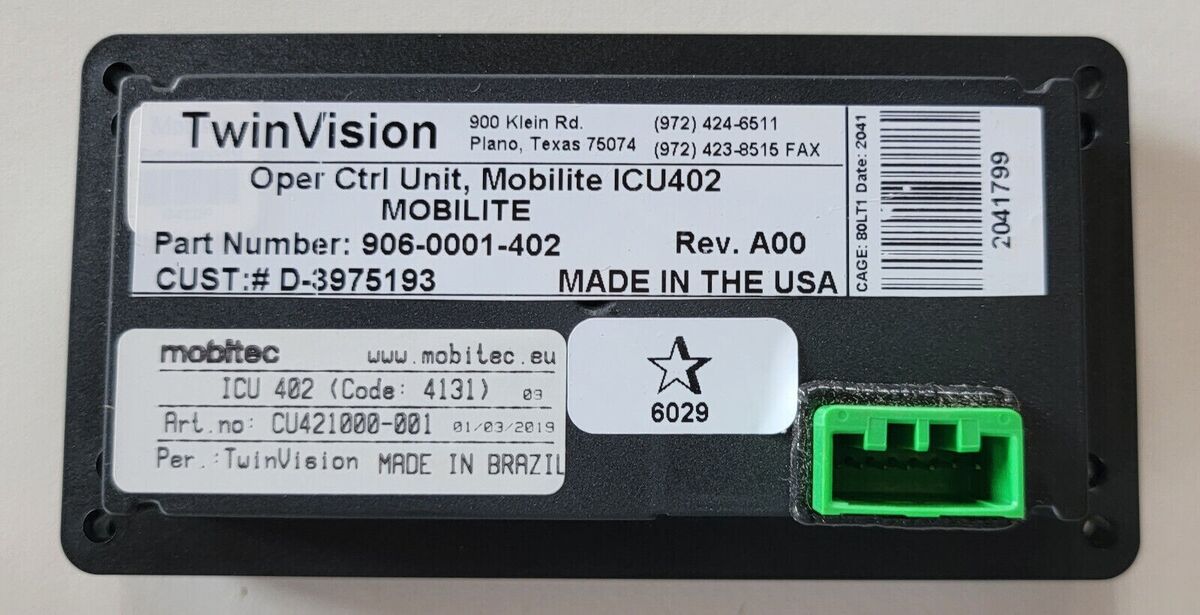 TwinVision
900 Klein Rd.
Plano, Texas 75074
(972) 424-6511
(972) 423-8515 FAX
Oper Ctrl Unit, Mobilite ICU402
MOBILITE
Part Number: 906-0001-402 Rev. A00
CUST:# D-3975193 MADE IN THE USA
CAGE: 80LT1 Date: 2041
2041799
mobitec www.mobitec.eu
ICU 402 (Code: 4131) 09
Art.no: CU421000-001 01/03/2019
Per.:TwinVision MADE IN BRAZIL
6029